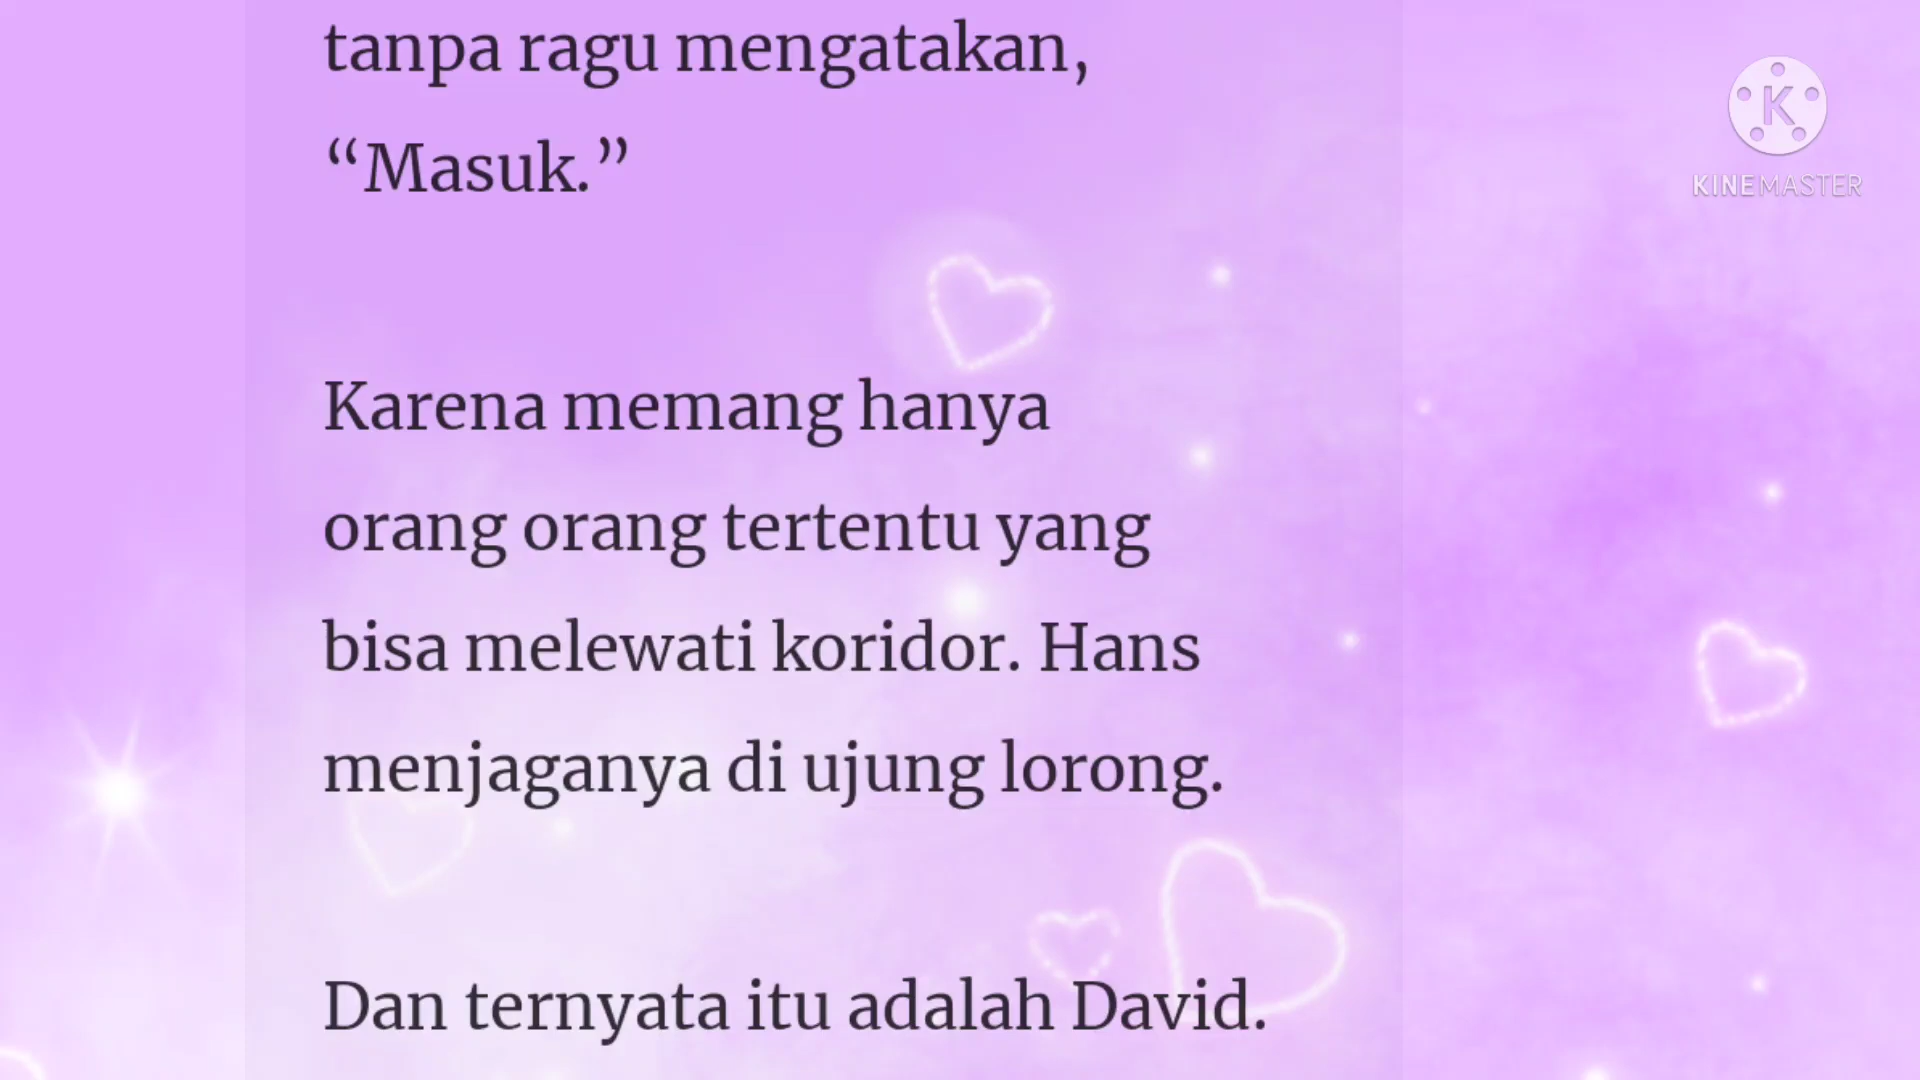 tanpa ragu mengatakan,
“Masuk.”
Karena memang hanya
orang orang tertentu yang
bisa melewati koridor. Hans
menjaganya di ujung lorong.
Dan ternyata itu adalah David.
K
KINEMASTER